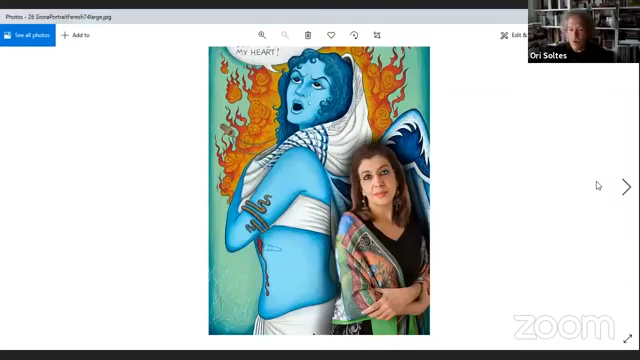 Photos - 26.SionaPortraitFeresh74large.jpg
See all photos
Add to
Edit &
Ori Soltes
MY HEART!
zoom